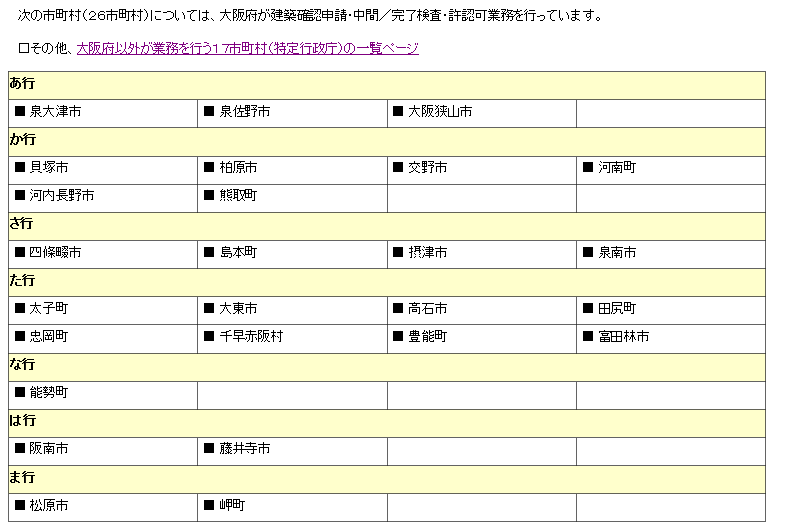 次の市町村（２６市町村）については、大阪府が建築確認申請・中間／完了検査・許認可業務を行っています。
□その他、大阪府以外が業務を行う１７市町村（特定行政庁）の一覧ページ
あ行
■ 泉大津市 ■ 泉佐野市 ■ 大阪狭山市
か行
■ 貝塚市 ■ 柏原市 ■ 交野市 ■ 河南町
■ 河内長野市 ■ 熊取町
さ行
■ 四條畷市 ■ 島本町 ■ 摂津市 ■ 泉南市
た行
■ 太子町 ■ 大東市 ■ 高石市 ■ 田尻町
■ 忠岡町 ■ 千早赤阪村 ■ 豊能町 ■ 富田林市
な行
■ 能勢町
は行
■ 阪南市 ■ 藤井寺市
ま行
■ 松原市 ■ 岬町